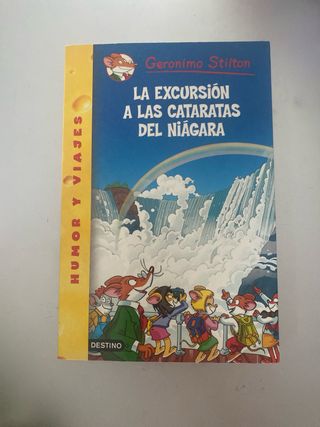 Geronimo Stilton
LA EXCURSIÓN
A LAS CATARATAS
DEL NIÁGARA
HUMOR Y VIAJES
DESTINO